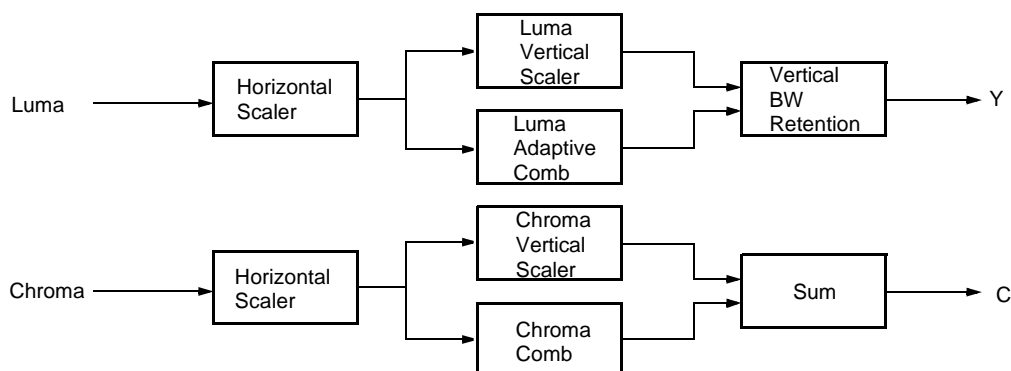 Luma
Horizontal
Scaler
Luma
Vertical
Scaler
Luma
Adaptive
Comb
Vertical
BW
Retention
Y
Chroma
Horizontal
Scaler
Chroma
Vertical
Scaler
Chroma
Comb
Sum
C